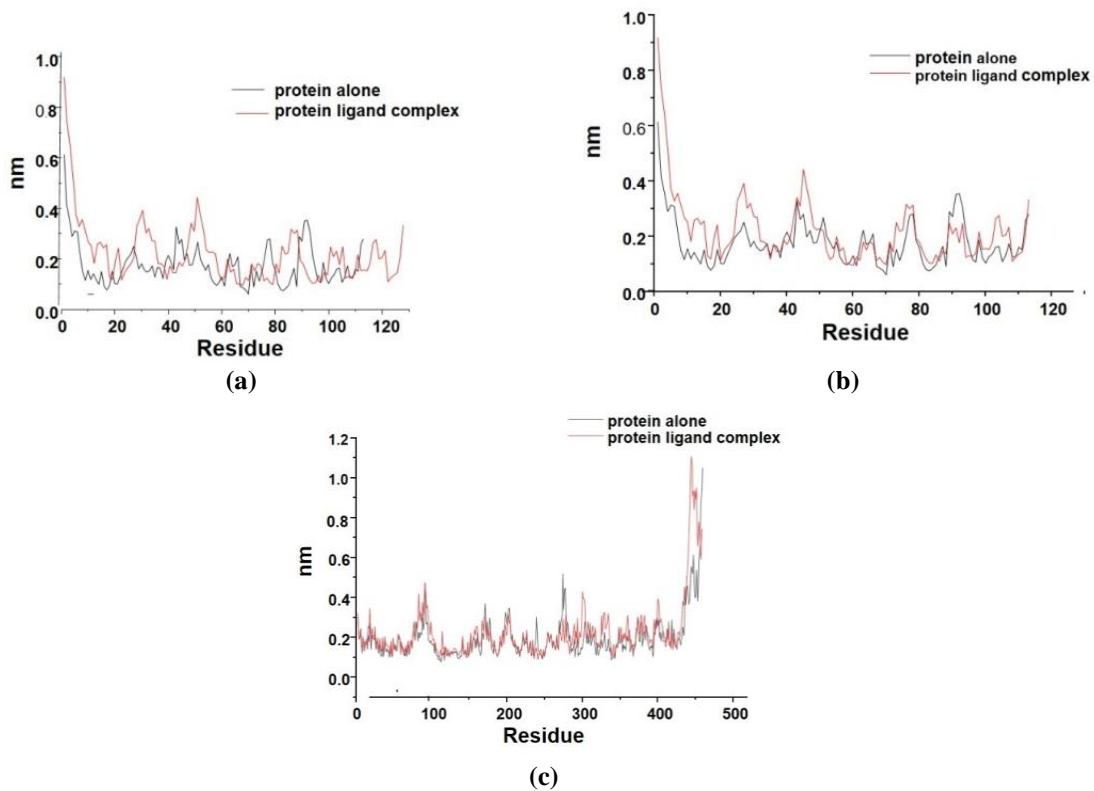 1.0
0.8
0.6
0.4
0.2
0.0
nm
protein alone
protein ligand complex
0 20 40 60 80 100 120
Residue
(a)
1.0
0.8
0.6
0.4
0.2
0.0
nm
protein alone
protein ligand complex
0 20 40 60 80 100 120
Residue
(b)
1.2
1.0
0.8
0.6
0.4
0.2
0.0
nm
protein alone
protein ligand complex
0 100 200 300 400 500
Residue
(c)